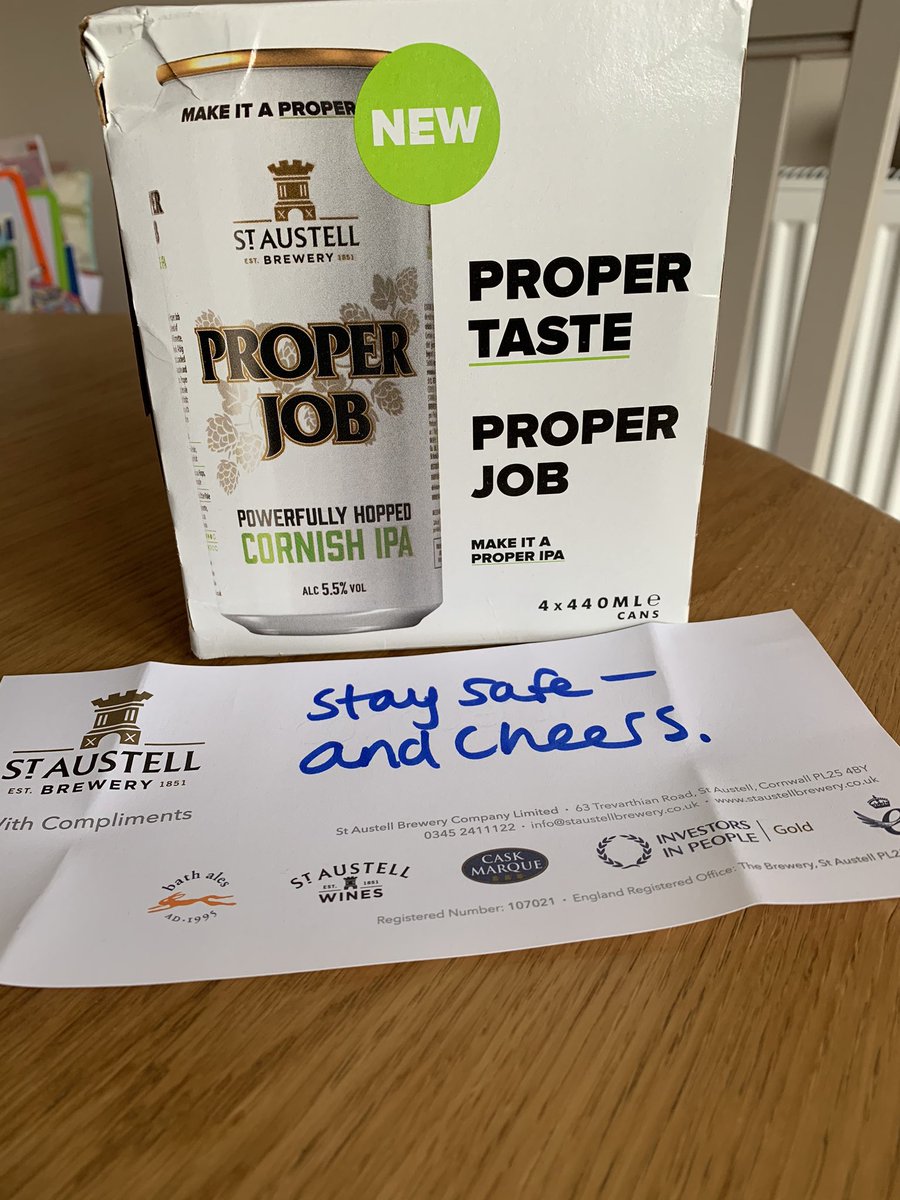 NEW
MAKE IT A PROPER
ST AUSTELL
EST. BREWERY 1851
PROPER
JOB
POWERFULLY HOPPED
CORNISH IPA
ALC 5.5% VOL
PROPER
TASTE
PROPER
JOB
MAKE IT A
PROPER IPA
4x440MLe
CANS
stay safe —
and cheers.
ST AUSTELL
EST. BREWERY 1851
With Compliments
St Austell Brewery Company Limited • 63 Trevarthian Road, St Austell, Cornwall PL25 4BY
0345 2411122 • info@staustellbrewery.co.uk • www.staustellbrewery.co.uk
bath ales
AD.1995
ST AUSTELL
EST. 1851
WINES
CASK
MARQUE
INVESTORS
IN PEOPLE | Gold
Registered Number: 107021 • England Registered Office: The Brewery, St Austell PL2